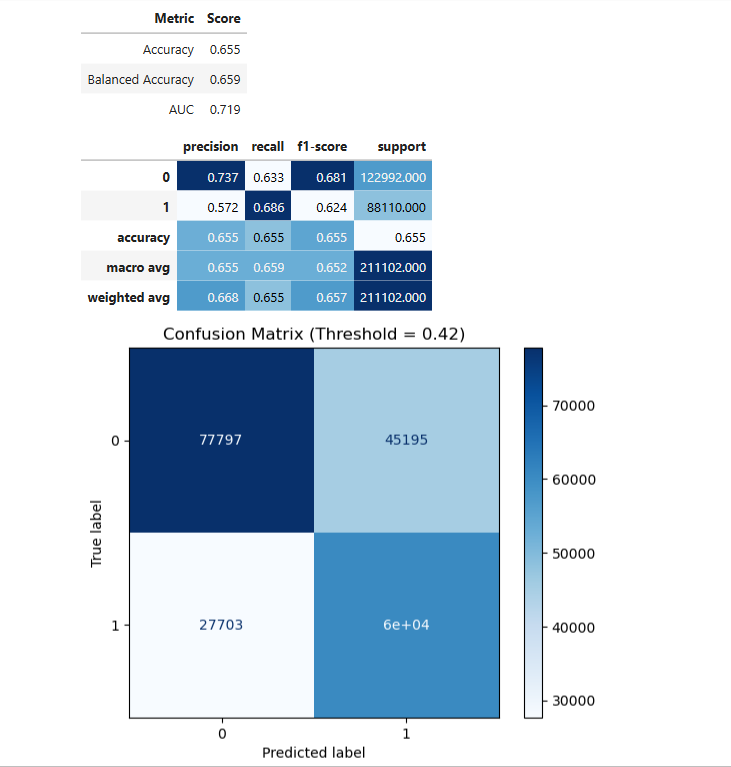 Metric Score
Accuracy 0.655
Balanced Accuracy 0.659
AUC 0.719
precision recall f1-score support
0 0.737 0.633 0.681 122992.000
1 0.572 0.686 0.624 88110.000
accuracy 0.655 0.655 0.655 0.655
macro avg 0.655 0.659 0.652 211102.000
weighted avg 0.668 0.655 0.657 211102.000
Confusion Matrix (Threshold = 0.42)
70000
0 77797 45195
60000
50000
True label
40000
1 27703 6e+04
30000
0 1
Predicted label